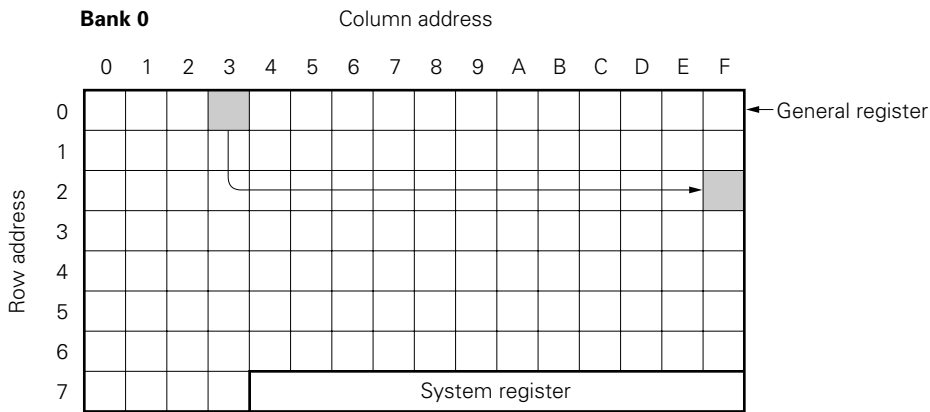 Bank 0 Column address
0 1 2 3 4 5 6 7 8 9 A B C D E F
0 General register
1
2
3
4
5
6
7 System register
Row address